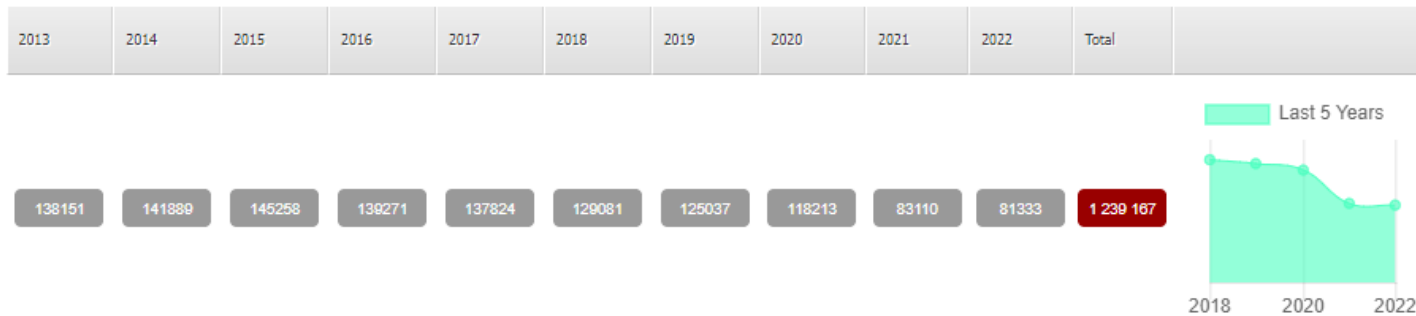 2013 2014 2015 2016 2017 2018 2019 2020 2021 2022 Total
Last 5 Years
138151 141889 145258 139271 137824 129081 125037 118213 83110 81333 1 239 167
2018 2020 2022